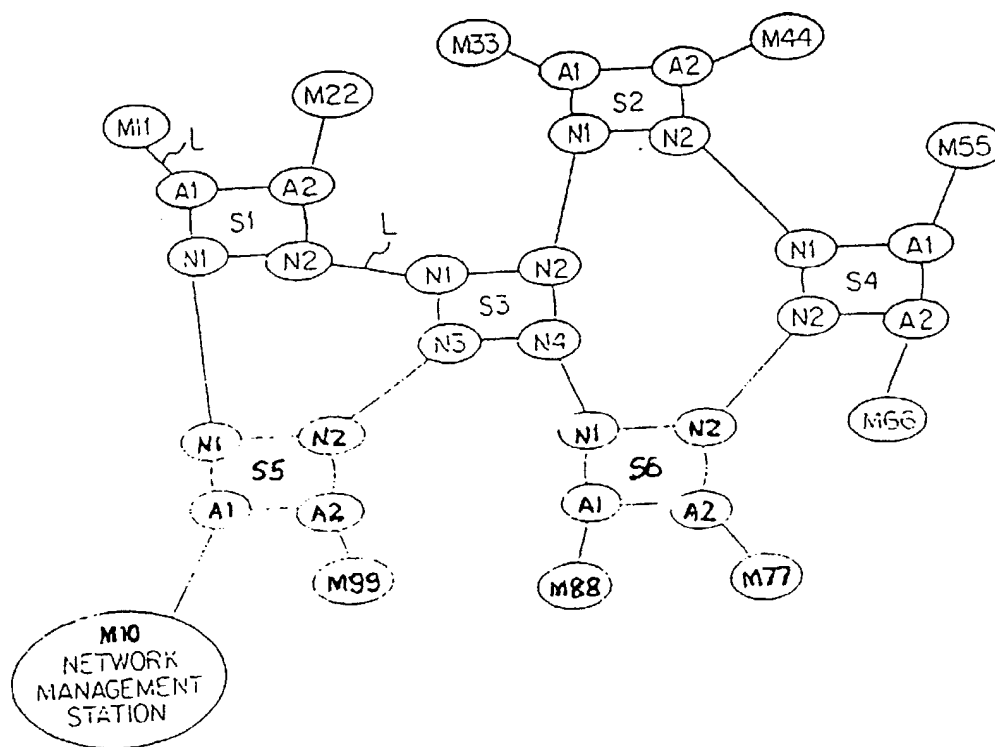 M33
M44
A1
A2
S2
N1
N2
M22
M11
L
A1
A2
S1
N1
N2
L
M55
N1
A1
S4
N2
A2
M66
N1
N2
S3
N3
N4
N1
N2
S5
A1
A2
M99
N1
N2
S6
A1
A2
M88
M77
M10
NETWORK
MANAGEMENT
STATION